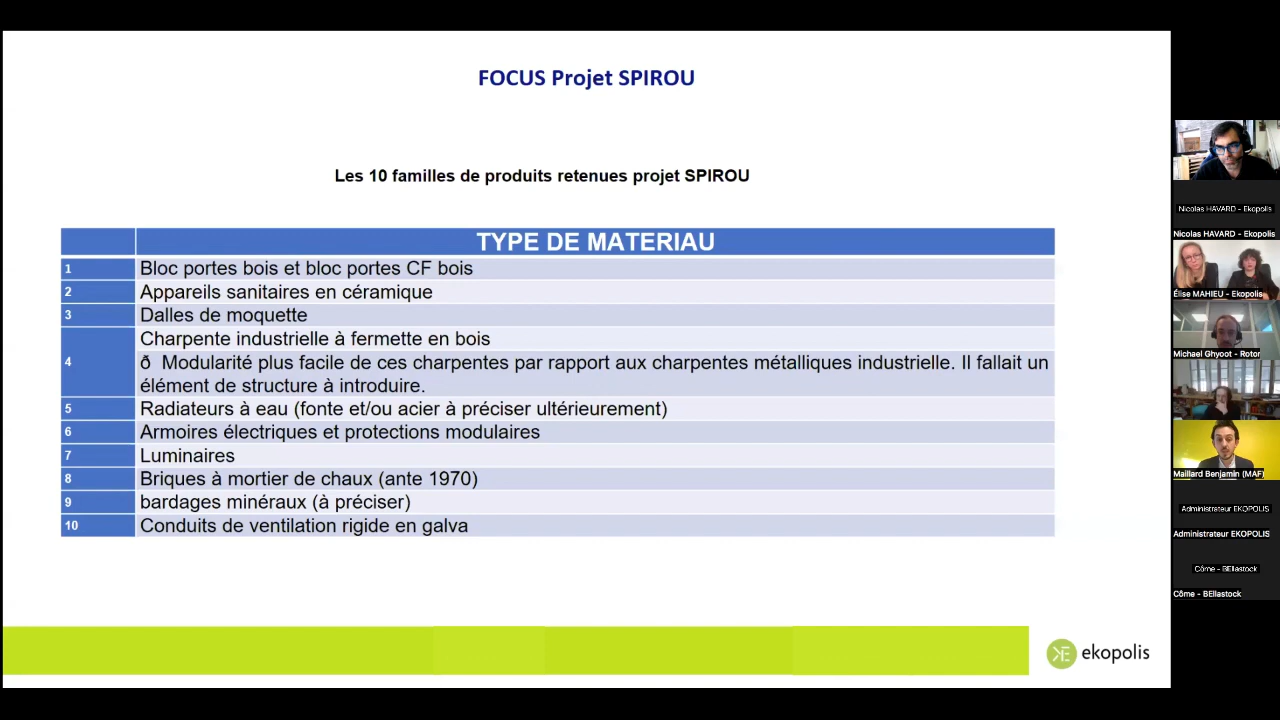 FOCUS Projet SPIROU
Les 10 familles de produits retenues projet SPIROU
TYPE DE MATERIAU
1 Bloc portes bois et bloc portes CF bois
2 Appareils sanitaires en céramique
3 Dalles de moquette
4 Charpente industrielle à fermette en bois
ð Modularité plus facile de ces charpentes par rapport aux charpentes métalliques industrielle. Il fallait un
élément de structure à introduire.
5 Radiateurs à eau (fonte et/ou acier à préciser ultérieurement)
6 Armoires électriques et protections modulaires
7 Luminaires
8 Briques à mortier de chaux (ante 1970)
9 bardages minéraux (à préciser)
10 Conduits de ventilation rigide en galva
ekopolis
Nicolas HAVARD - Ekopolis
Nicolas HAVARD - Ekopolis
Élise MAHIEU - Ekopolis
Michael Ghyoot - Rotor
Maillard Benjamin (MAF)
Administrateur EKOPOLIS
Administrateur EKOPOLIS
Côme - BEllastock
Côme - BEllastock